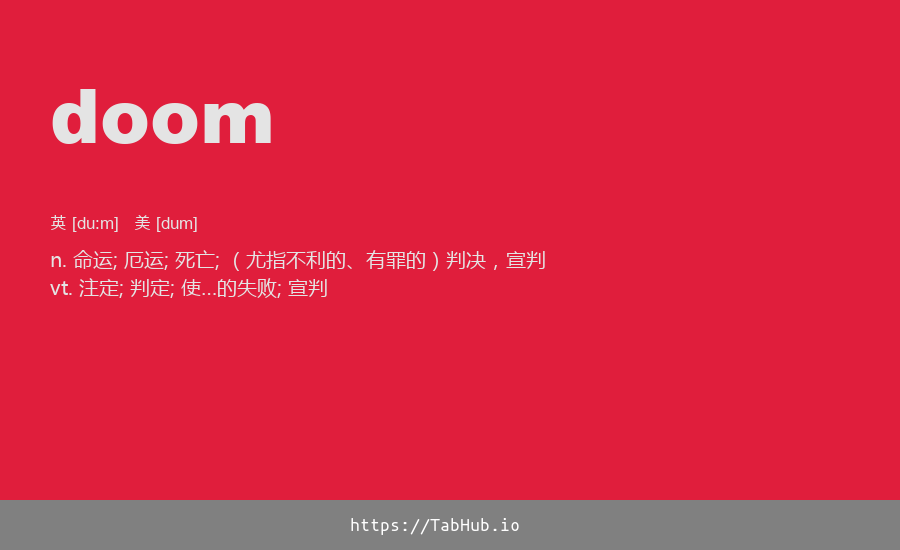 doom
英 [duːm] 美 [dum]
n. 命运; 厄运; 死亡; （尤指不利的、有罪的）判决，宣判
vt. 注定; 判定; 使…的失败; 宣判
https://TabHub.io